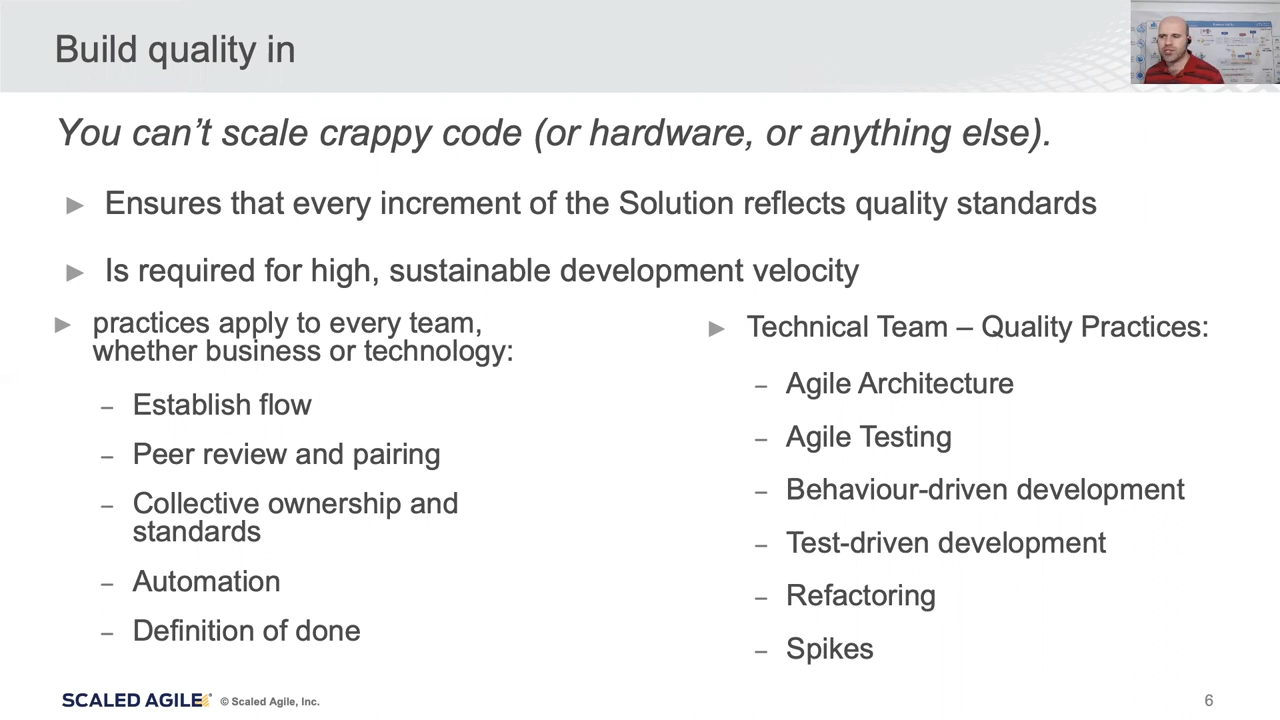 Build quality in
You can't scale crappy code (or hardware, or anything else).
► Ensures that every increment of the Solution reflects quality standards
► Is required for high, sustainable development velocity
► practices apply to every team,
whether business or technology:
– Establish flow
– Peer review and pairing
– Collective ownership and
standards
– Automation
– Definition of done
► Technical Team – Quality Practices:
– Agile Architecture
– Agile Testing
– Behaviour-driven development
– Test-driven development
– Refactoring
– Spikes
SCALED AGILE® © Scaled Agile, Inc.
6